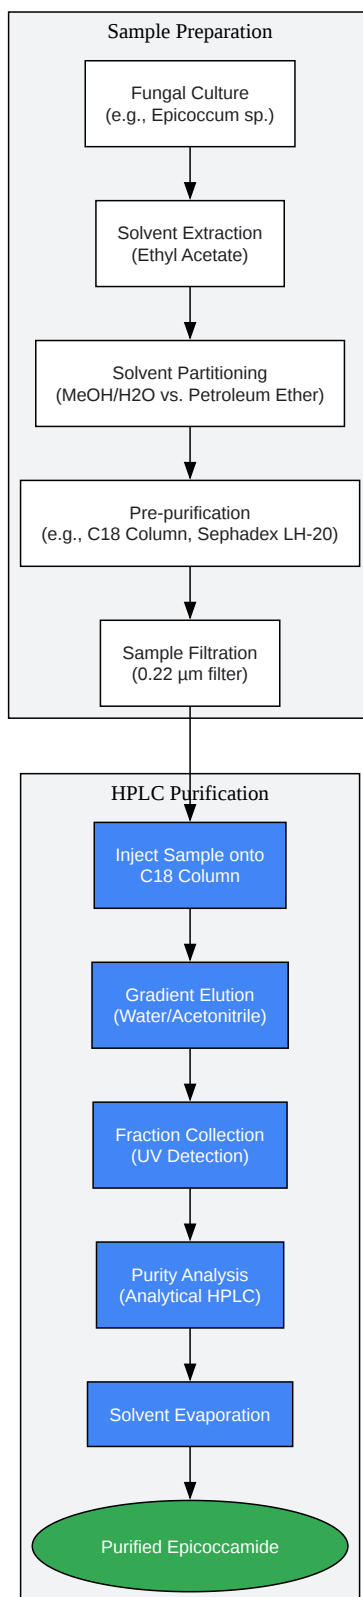 Sample Preparation
Fungal Culture
(e.g., Epicoccum sp.)
Solvent Extraction
(Ethyl Acetate)
Solvent Partitioning
(MeOH/H2O vs. Petroleum Ether)
Pre-purification
(e.g., C18 Column, Sephadex LH-20)
Sample Filtration
(0.22 µm filter)
HPLC Purification
Inject Sample onto
C18 Column
Gradient Elution
(Water/Acetonitrile)
Fraction Collection
(UV Detection)
Purity Analysis
(Analytical HPLC)
Solvent Evaporation
Purified Epicoccamide